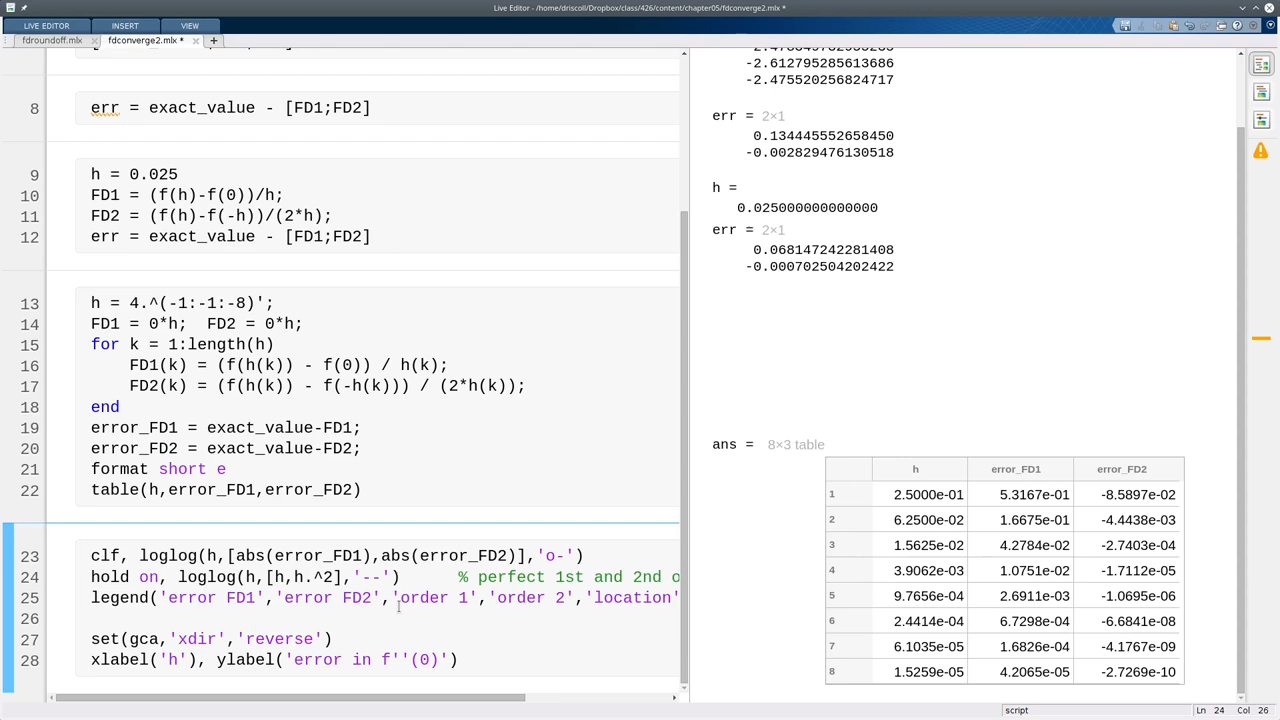 Live Editor - /home/driscoll/Dropbox/class/426/content/chapter05/fdconverge2.mlx *
LIVE EDITOR INSERT VIEW
fdroundoff.mlx × fdconverge2.mlx * × +
8 err = exact_value - [FD1;FD2]
9 h = 0.025
10 FD1 = (f(h)-f(0))/h;
11 FD2 = (f(h)-f(-h))/(2*h);
12 err = exact_value - [FD1;FD2]
13 h = 4.^(-1:-1:-8)';
14 FD1 = 0*h;  FD2 = 0*h;
15 for k = 1:length(h)
16 FD1(k) = (f(h(k)) - f(0)) / h(k);
17 FD2(k) = (f(h(k)) - f(-h(k))) / (2*h(k));
18 end
19 error_FD1 = exact_value-FD1;
20 error_FD2 = exact_value-FD2;
21 format short e
22 table(h,error_FD1,error_FD2)
23 clf, loglog(h,[abs(error_FD1),abs(error_FD2)],'o-')
24 hold on, loglog(h,[h,h.^2],'--') % perfect 1st and 2nd o
25 legend('error FD1','error FD2','order 1','order 2','location'
26
27 set(gca,'xdir','reverse')
28 xlabel('h'), ylabel('error in f''(0)')
-2.612795285613686
-2.475520256824717
err = 2×1
0.134445552658450
-0.002829476130518
h =
0.025000000000000
err = 2×1
0.068147242281408
-0.000702504202422
ans = 8×3 table
h error_FD1 error_FD2
1 2.5000e-01 5.3167e-01 -8.5897e-02
2 6.2500e-02 1.6675e-01 -4.4438e-03
3 1.5625e-02 4.2784e-02 -2.7403e-04
4 3.9062e-03 1.0751e-02 -1.7112e-05
5 9.7656e-04 2.6911e-03 -1.0695e-06
6 2.4414e-04 6.7298e-04 -6.6841e-08
7 6.1035e-05 1.6826e-04 -4.1767e-09
8 1.5259e-05 4.2065e-05 -2.7269e-10
script Ln 24 Col 26